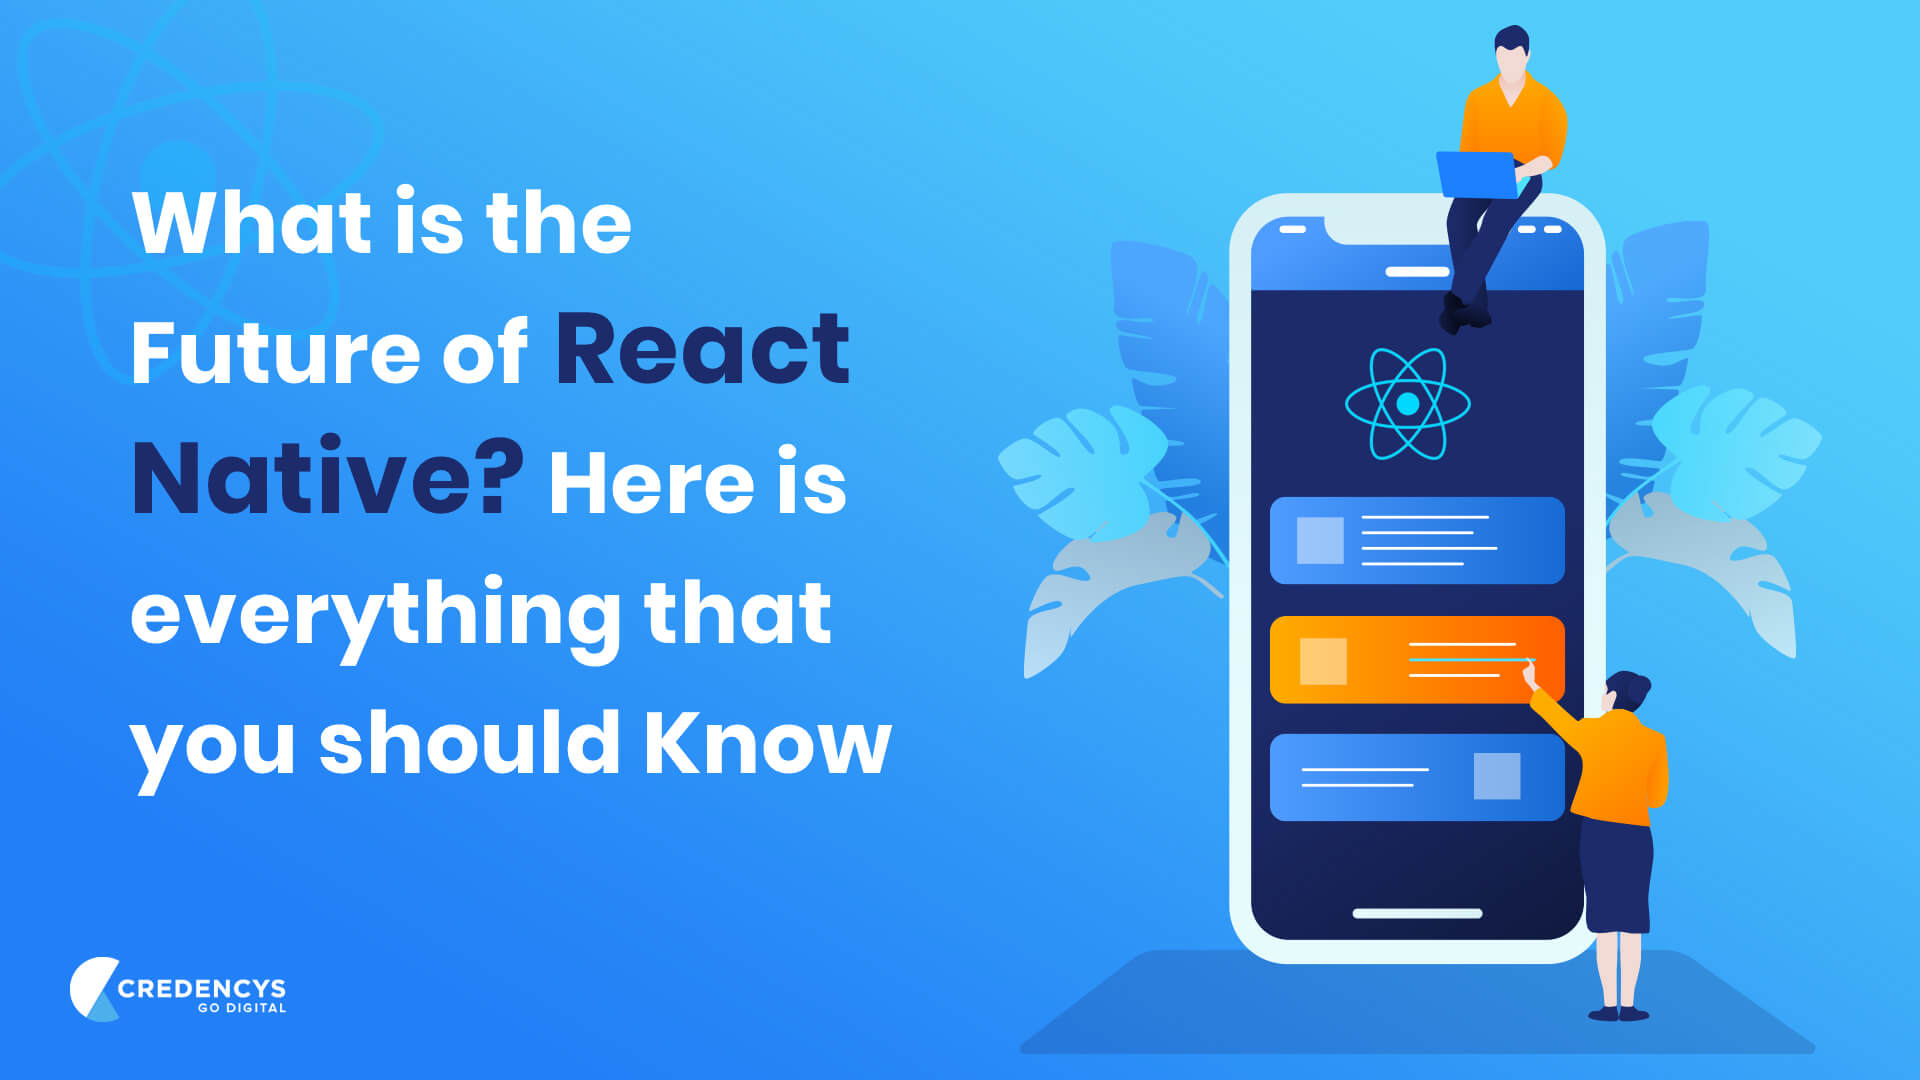 What is the
Future of React
Native? Here is
everything that
you should Know
CREDENCYS
GO DIGITAL